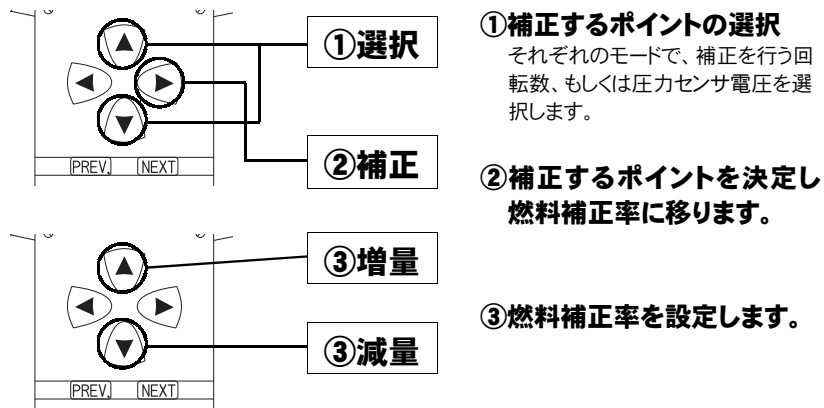 ①選択
②補正
PREV. NEXT
①補正するポイントの選択
それぞれのモードで、補正を行う回
転数、もしくは圧力センサ電圧を選
択します。
②補正するポイントを決定し
燃料補正率に移ります。
③増量
③減量
PREV. NEXT
③燃料補正率を設定します。